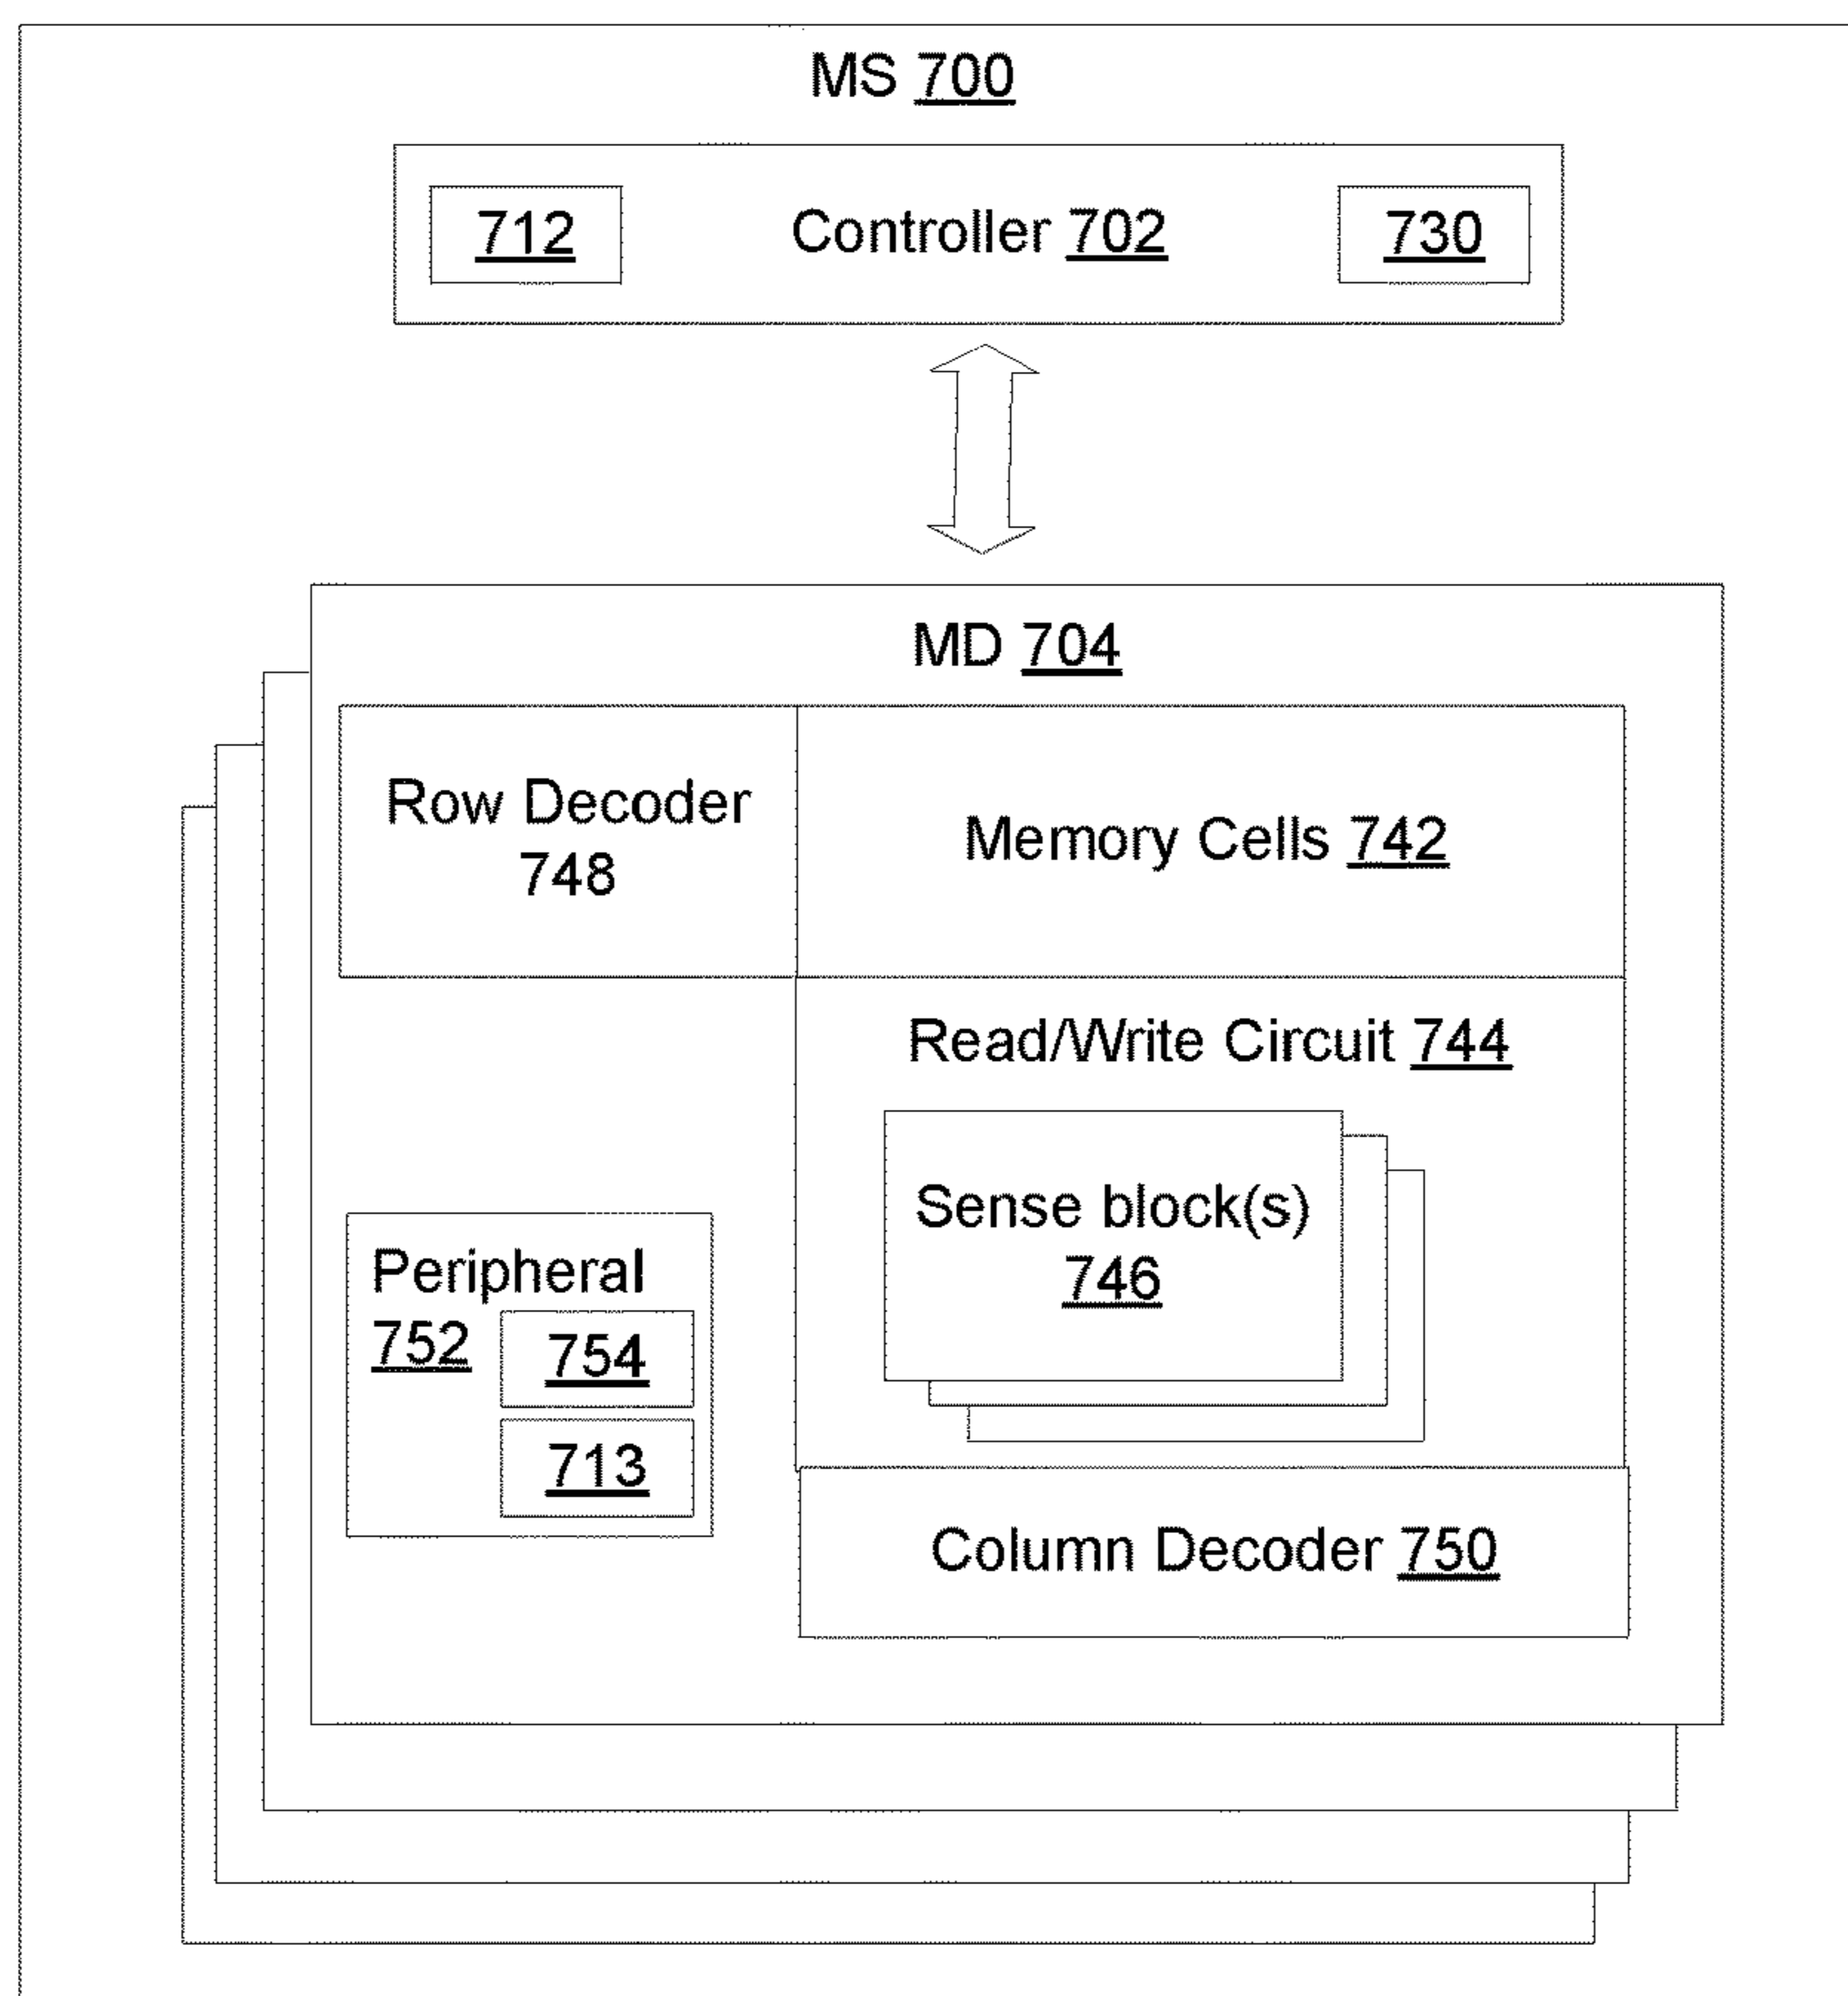 MS 700
712
Controller 702
730
MD 704
Row Decoder
748
Memory Cells 742
Read/Write Circuit 744
Sense block(s)
746
Peripheral
752
754
713
Column Decoder 750